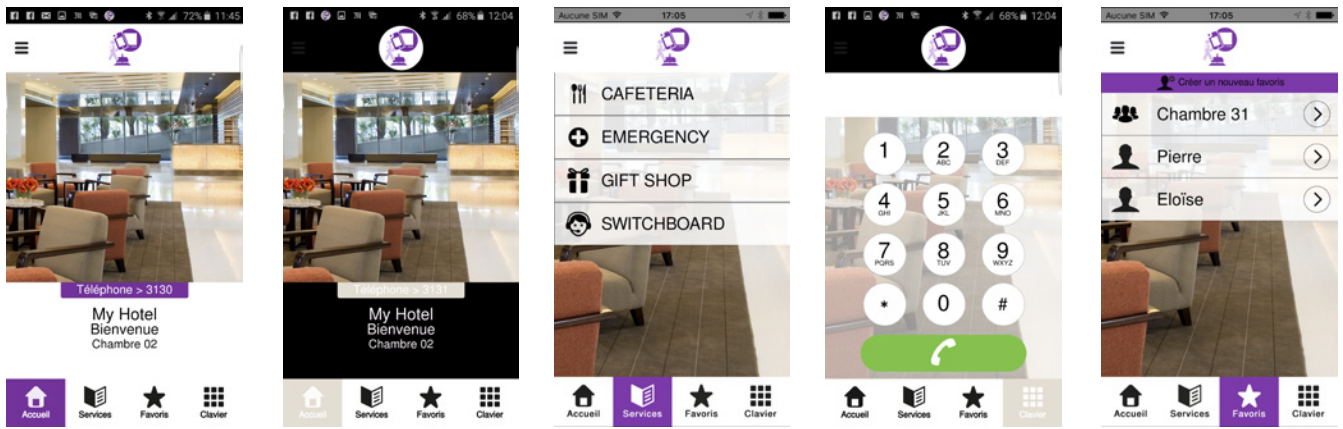 72% 11:45
Téléphone > 3130
My Hotel
Bienvenue
Chambre 02
Accueil
Services
Favoris
Clavier
68% 12:04
Téléphone > 3131
My Hotel
Bienvenue
Chambre 02
Accueil
Services
Favoris
Clavier
Aucune SIM 17:05
CAFETERIA
EMERGENCY
GIFT SHOP
SWITCHBOARD
Accueil
Services
Favoris
Clavier
68% 12:04
1
2
ABC
3
DEF
4
GHI
5
JKL
6
MNO
7
PQRS
8
TUV
9
WXYZ
*
0
#
Accueil
Services
Favoris
Clavier
Aucune SIM 17:05
Créer un nouveau favoris
Chambre 31
Pierre
Eloïse
Accueil
Services
Favoris
Clavier